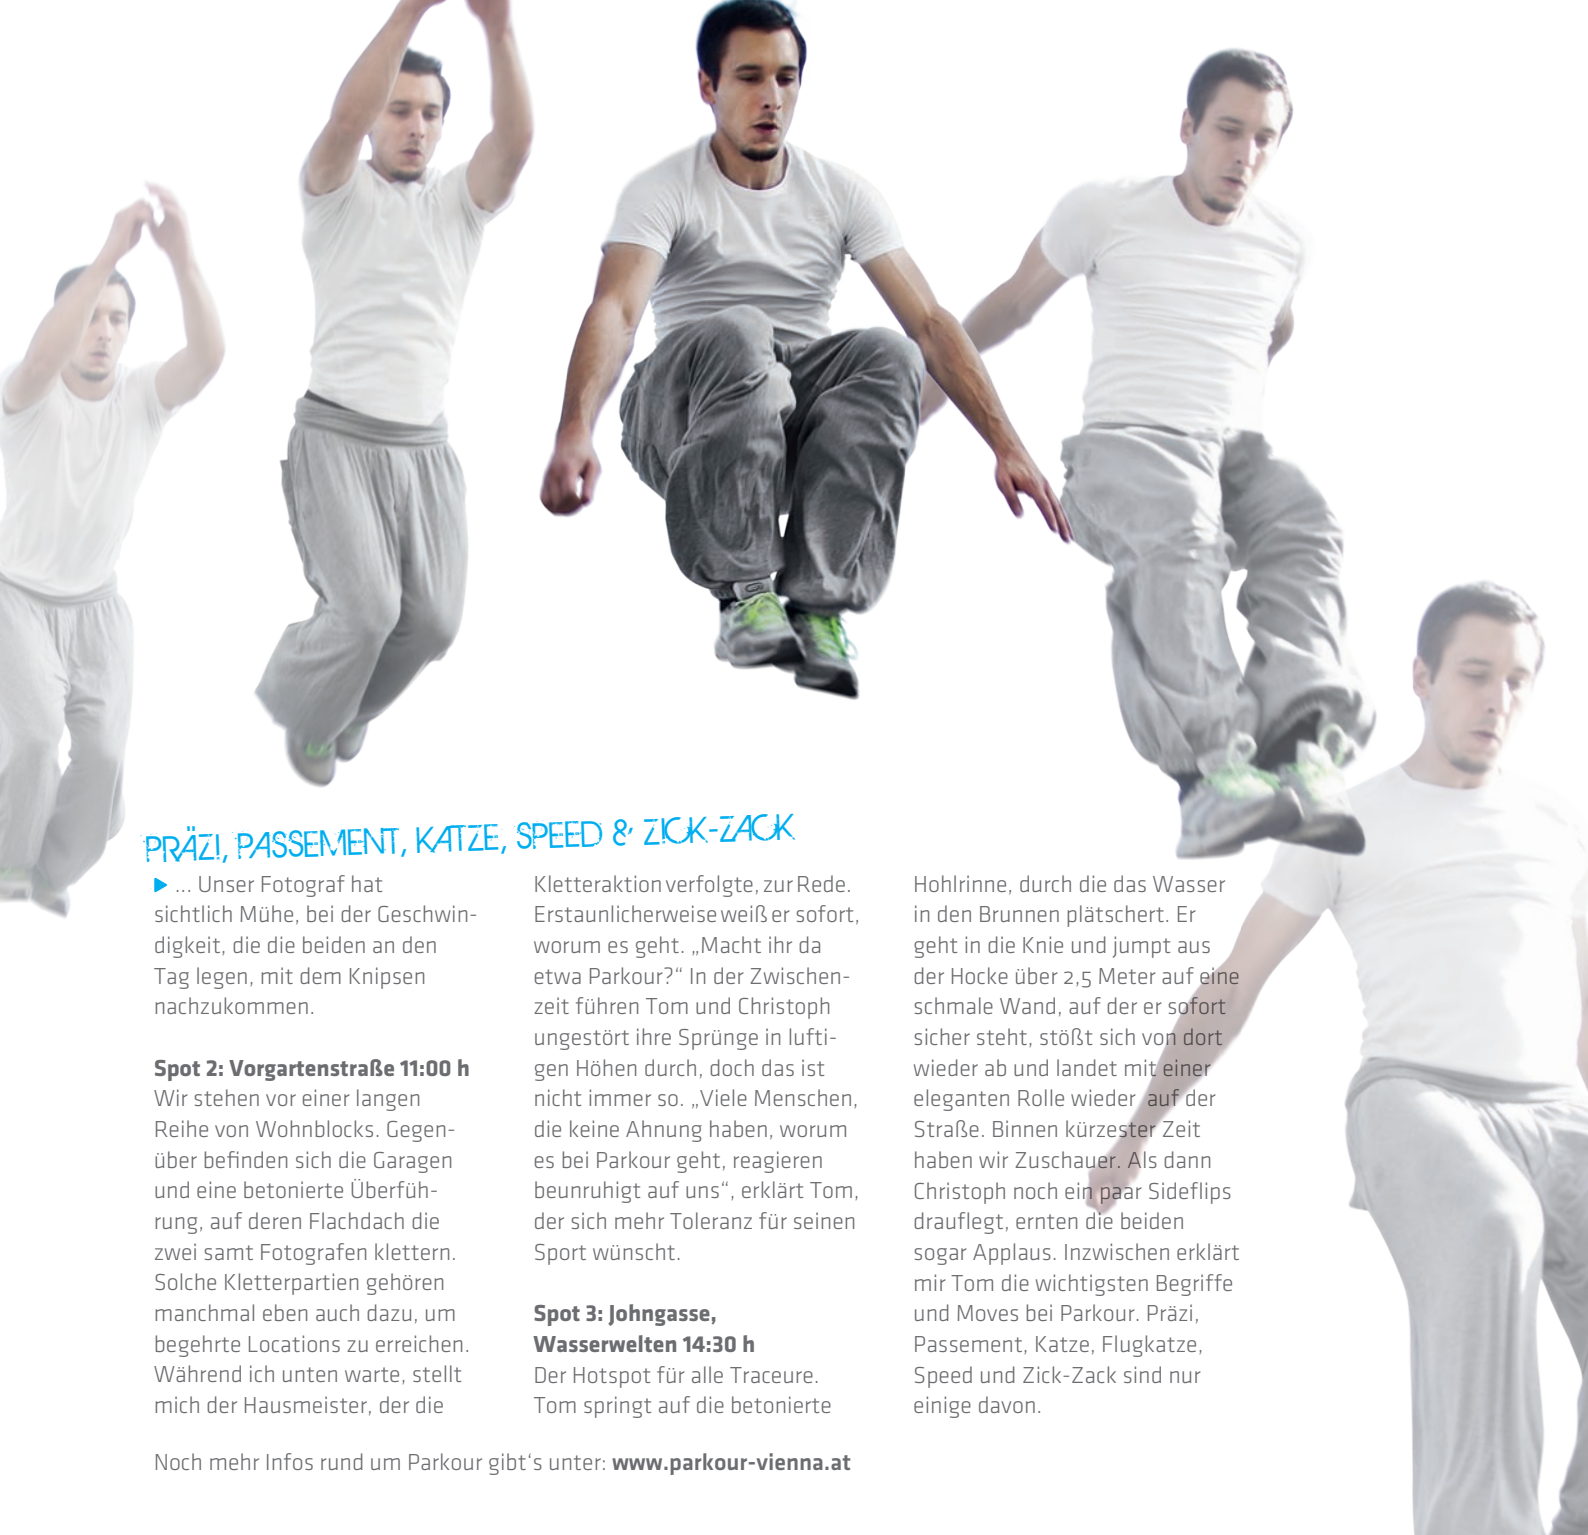 PRÄZI, PASSEMENT, KATZE, SPEED & ZICK-ZACK
▶ ... Unser Fotograf hat
sichtlich Mühe, bei der Geschwin-
digkeit, die die beiden an den
Tag legen, mit dem Knipsen
nachzukommen.
Spot 2: Vorgartenstraße 11:00 h
Wir stehen vor einer langen
Reihe von Wohnblocks. Gegen-
über befinden sich die Garagen
und eine betonierte Überfüh-
rung, auf deren Flachdach die
zwei samt Fotografen klettern.
Solche Kletterpartien gehören
manchmal eben auch dazu, um
begehrte Locations zu erreichen.
Während ich unten warte, stellt
mich der Hausmeister, der die
Kletteraktion verfolgte, zur Rede.
Erstaunlicherweise weiß er sofort,
worum es geht. „Macht ihr da
etwa Parkour?“ In der Zwischen-
zeit führen Tom und Christoph
ungestört ihre Sprünge in lufti-
gen Höhen durch, doch das ist
nicht immer so. „Viele Menschen,
die keine Ahnung haben, worum
es bei Parkour geht, reagieren
beunruhigt auf uns“, erklärt Tom,
der sich mehr Toleranz für seinen
Sport wünscht.
Spot 3: Johngasse,
Wasserwelten 14:30 h
Der Hotspot für alle Traceure.
Tom springt auf die betonierte
Hohlrinne, durch die das Wasser
in den Brunnen plätschert. Er
geht in die Knie und jumpt aus
der Hocke über 2,5 Meter auf eine
schmale Wand, auf der er sofort
sicher steht, stößt sich von dort
wieder ab und landet mit einer
eleganten Rolle wieder auf der
Straße. Binnen kürzester Zeit
haben wir Zuschauer. Als dann
Christoph noch ein paar Sideflips
drauflegt, ernten die beiden
sogar Applaus. Inzwischen erklärt
mir Tom die wichtigsten Begriffe
und Moves bei Parkour. Präzi,
Passement, Katze, Flugkatze,
Speed und Zick-Zack sind nur
einige davon.
Noch mehr Infos rund um Parkour gibt‘s unter: www.parkour-vienna.at